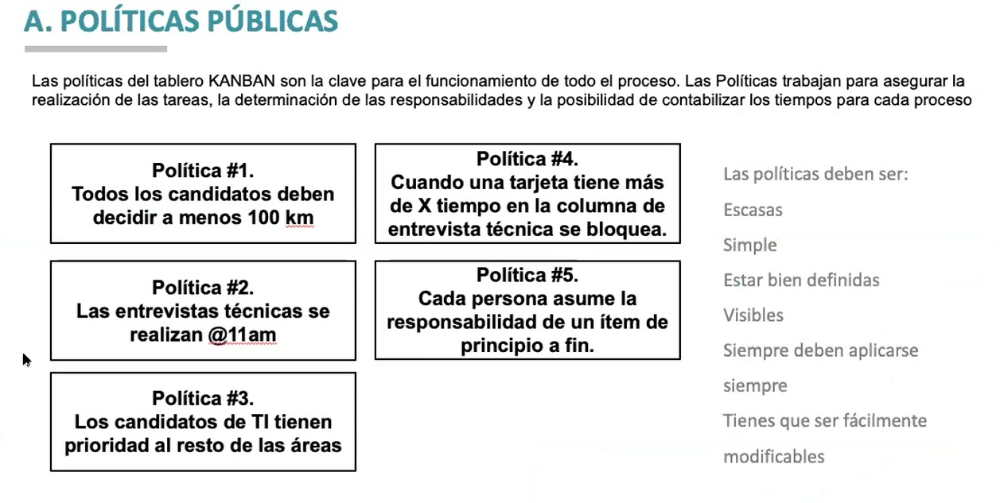 A. POLÍTICAS PÚBLICAS
Las políticas del tablero KANBAN son la clave para el funcionamiento de todo el proceso. Las Políticas trabajan para asegurar la
realización de las tareas, la determinación de las responsabilidades y la posibilidad de contabilizar los tiempos para cada proceso
Política #1.
Todos los candidatos deben
decidir a menos 100 km
Política #2.
Las entrevistas técnicas se
realizan @11am
Política #3.
Los candidatos de TI tienen
prioridad al resto de las áreas
Política #4.
Cuando una tarjeta tiene más
de X tiempo en la columna de
entrevista técnica se bloquea.
Política #5.
Cada persona asume la
responsabilidad de un ítem de
principio a fin.
Las políticas deben ser:
Escasas
Simple
Estar bien definidas
Visibles
Siempre deben aplicarse
siempre
Tienes que ser fácilmente
modificables